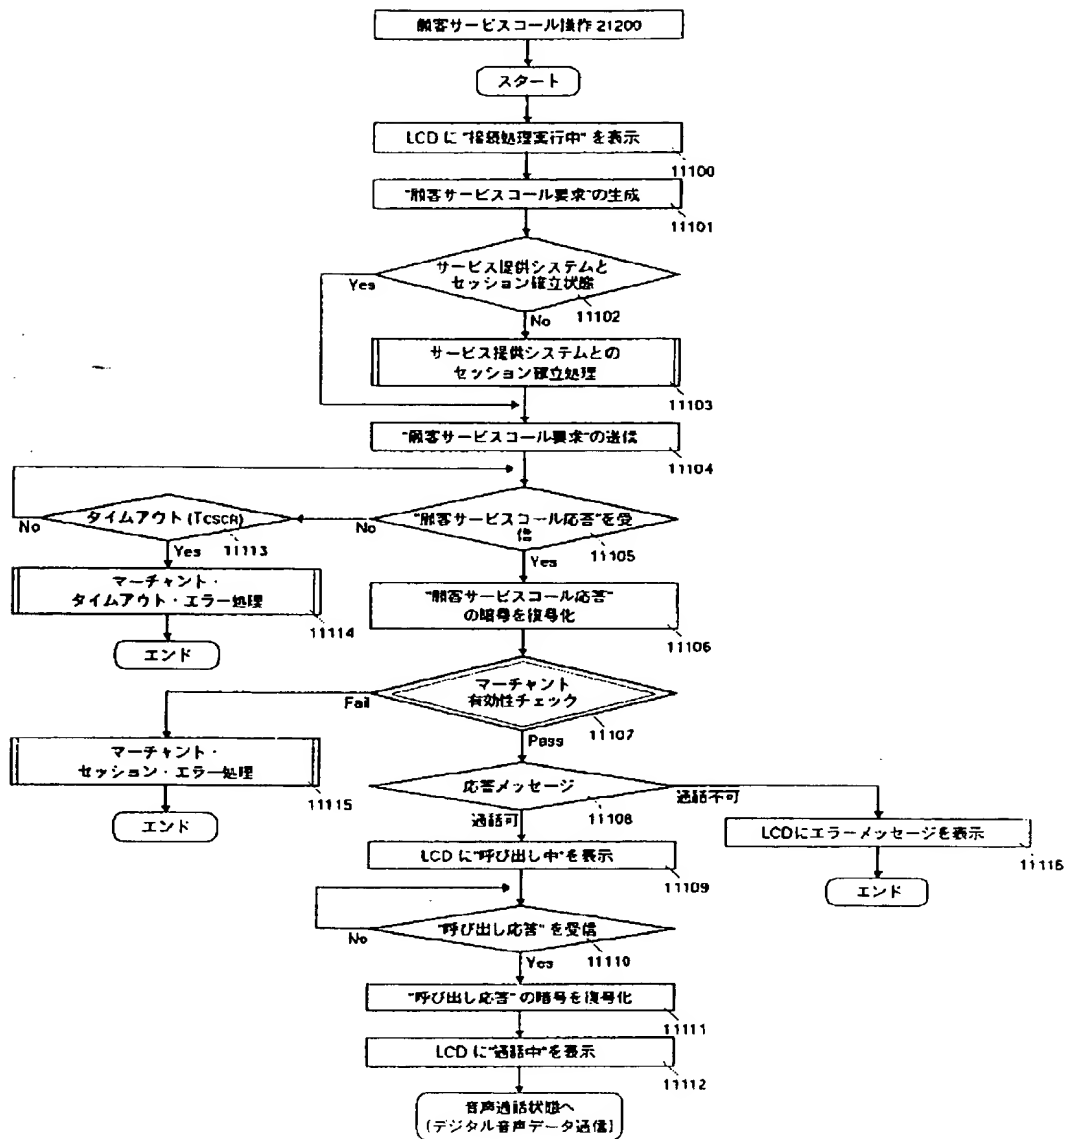 顧客サービスコール操作 21200
スタート
LCD に "接続処理実行中" を表示
11100
"顧客サービスコール要求"の生成
11101
サービス提供システムと
セッション確立状態
11102
Yes
No
サービス提供システムとの
セッション確立処理
11103
"顧客サービスコール要求"の送信
11104
"顧客サービスコール応答"を受
信
11105
No
Yes
タイムアウト (TCSCR)
11113
No
Yes
マーチャント・
タイムアウト・エラー処理
11114
エンド
"顧客サービスコール応答"
の暗号を復号化
11106
マーチャント
有効性チェック
11107
Fail
Pass
マーチャント・
セッション・エラー処理
11115
エンド
応答メッセージ
11108
通話可
通話不可
LCDにエラーメッセージを表示
11116
エンド
LCD に"呼び出し中"を表示
11109
"呼び出し応答" を受信
11110
No
Yes
"呼び出し応答" の暗号を復号化
11111
LCD に"通話中"を表示
11112
音声通話状態へ
(デジタル音声データ通信)